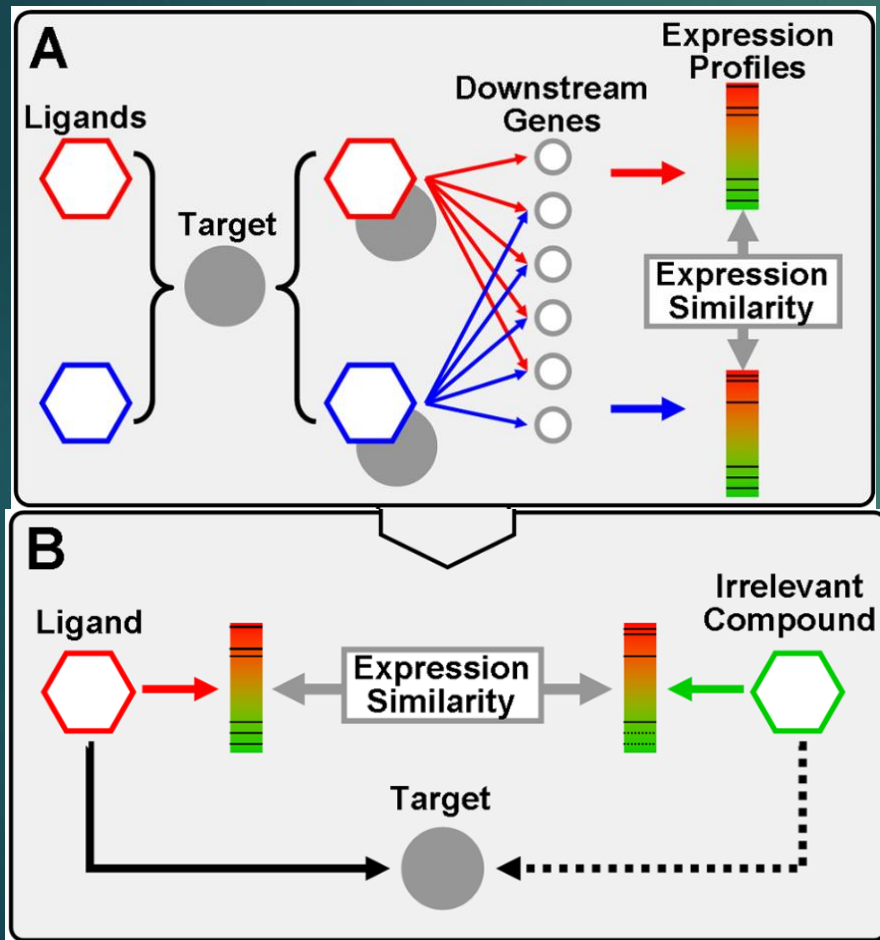 A
Ligands
Target
Downstream
Genes
Expression
Profiles
Expression
Similarity
B
Ligand
Expression
Similarity
Irrelevant
Compound
Target